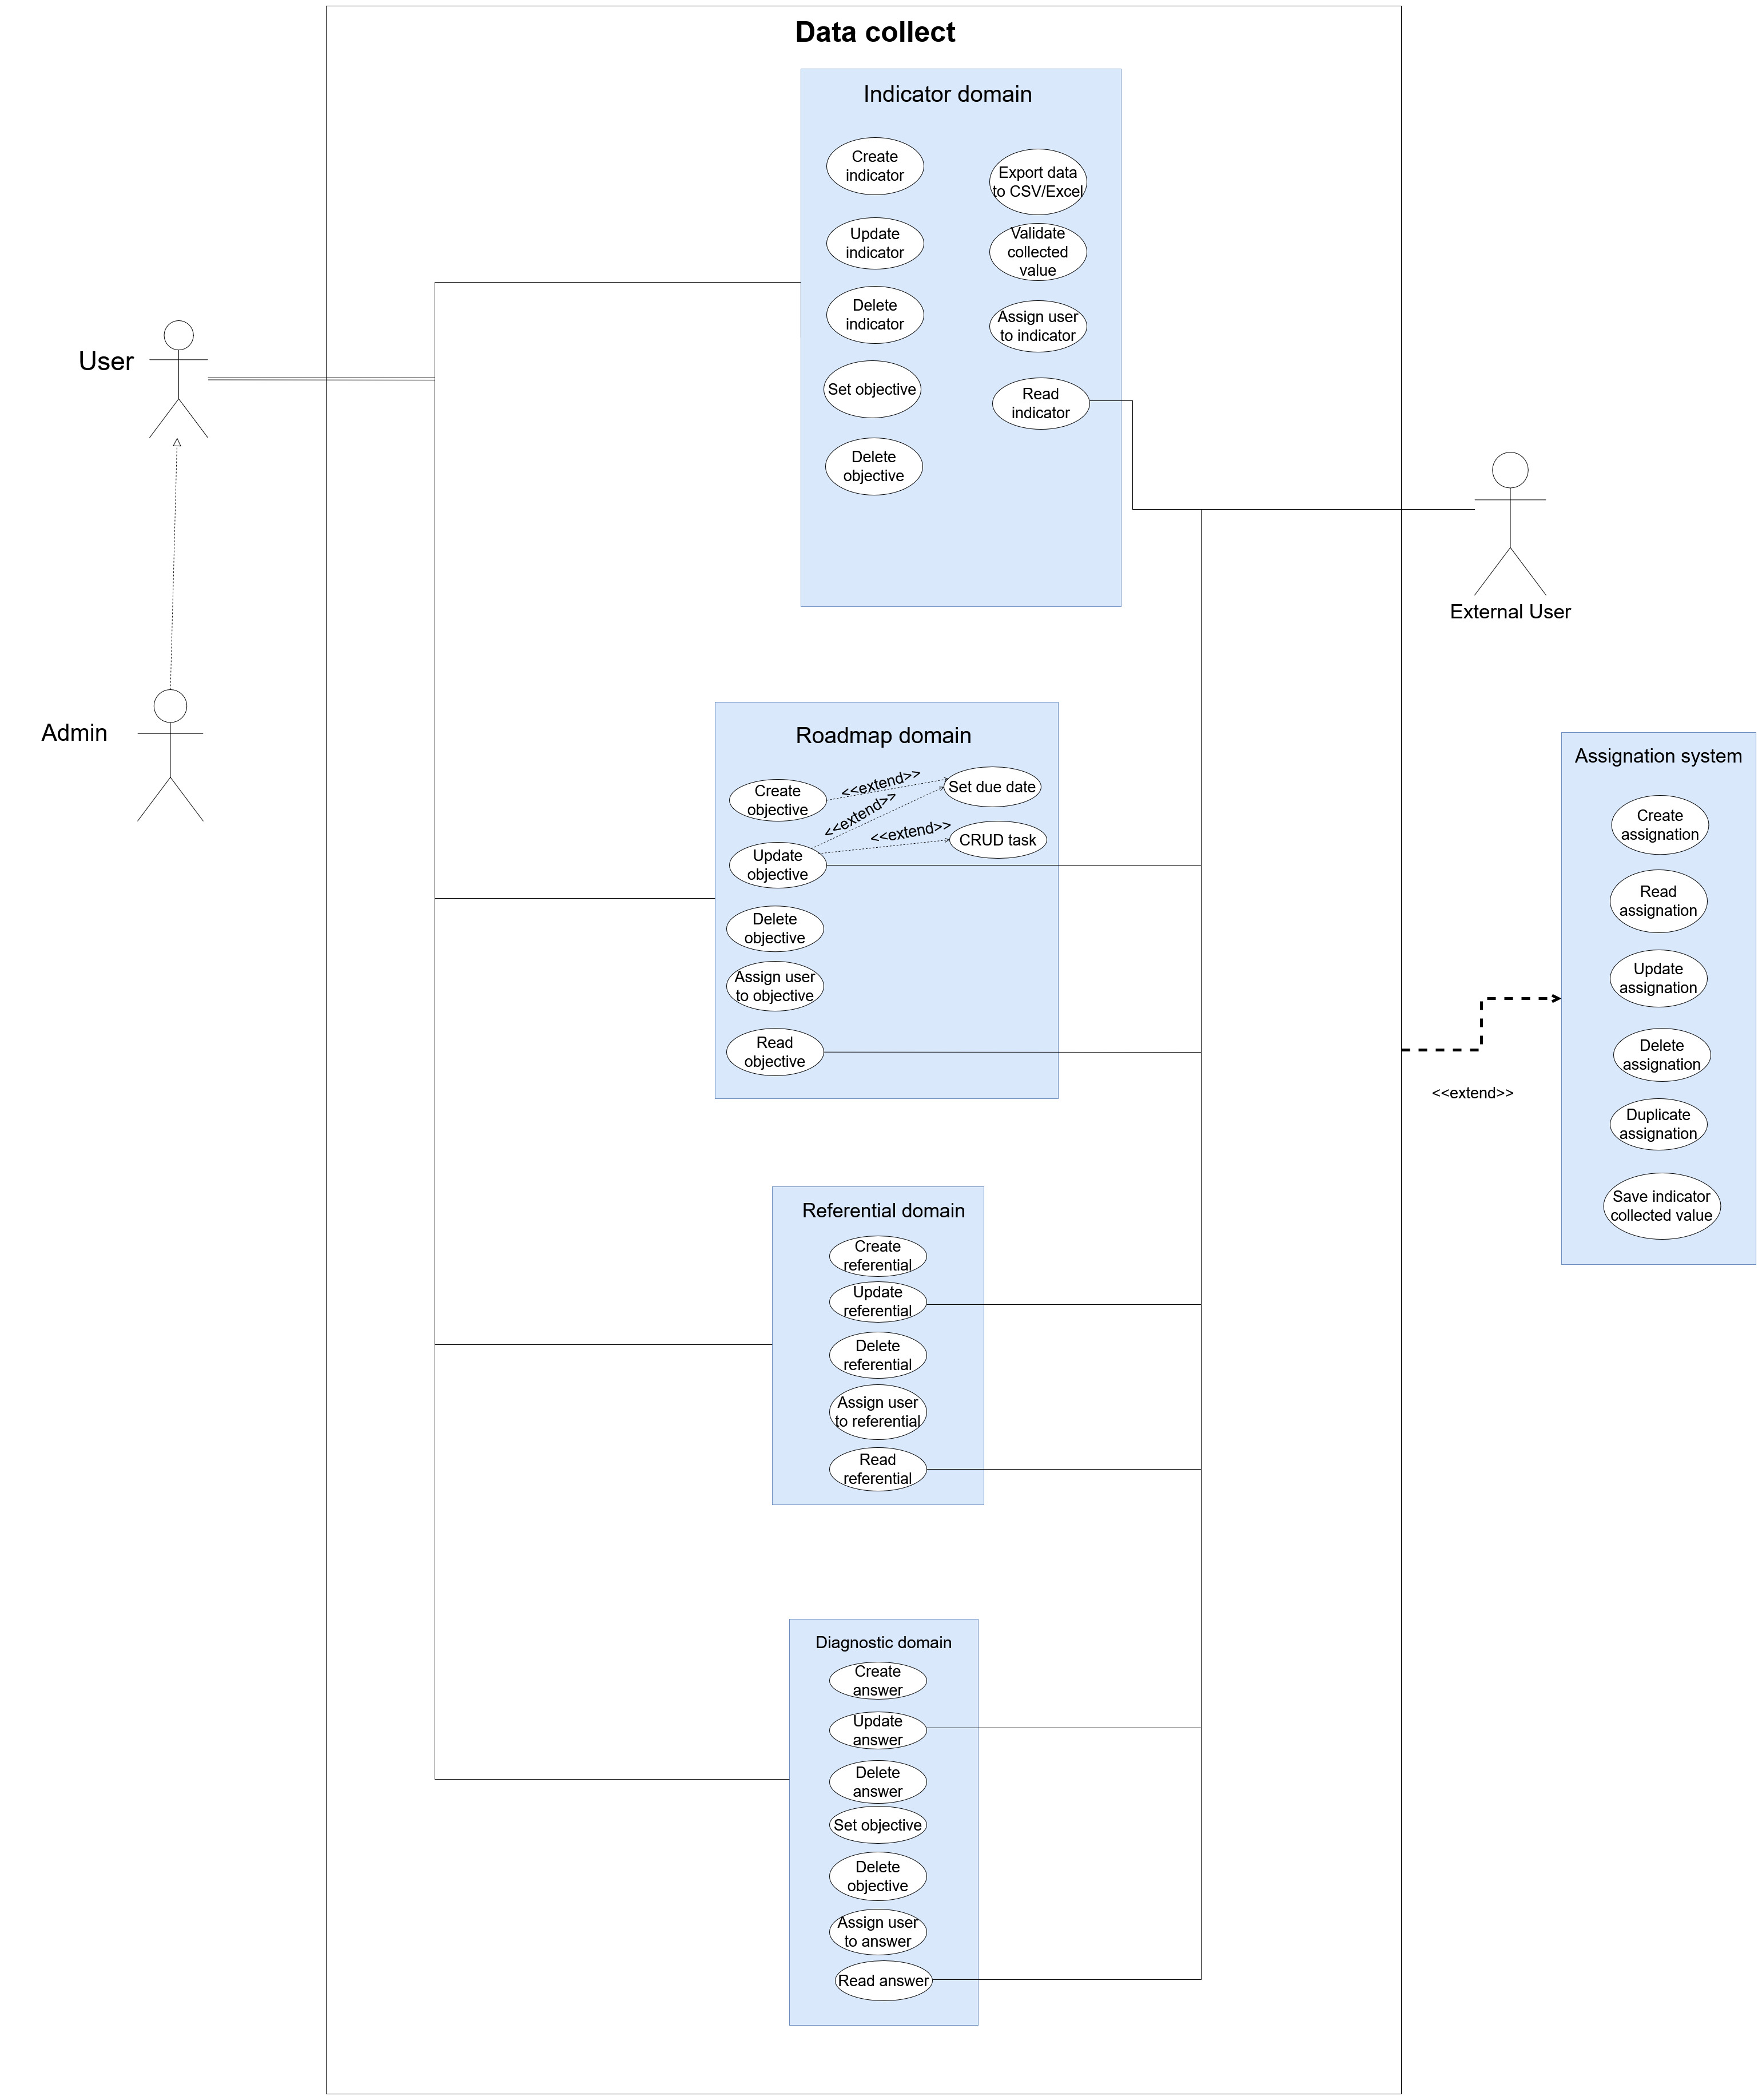 Data collect
Indicator domain
Create
indicator
Export data
to CSV/Excel
Update
indicator
Validate
collected
value
Delete
indicator
Assign user
to indicator
Set objective
Read
indicator
Delete
objective
User
Admin
External User
Roadmap domain
Create
objective
<<extend>>
Set due date
<<extend>>
<<extend>>
CRUD task
Update
objective
Delete
objective
Assign user
to objective
Read
objective
Assignation system
Create
assignation
Read
assignation
Update
assignation
Delete
assignation
Duplicate
assignation
Save indicator
collected value
<<extend>>
Referential domain
Create
referential
Update
referential
Delete
referential
Assign user
to referential
Read
referential
Diagnostic domain
Create
answer
Update
answer
Delete
answer
Set objective
Delete
objective
Assign user
to answer
Read answer